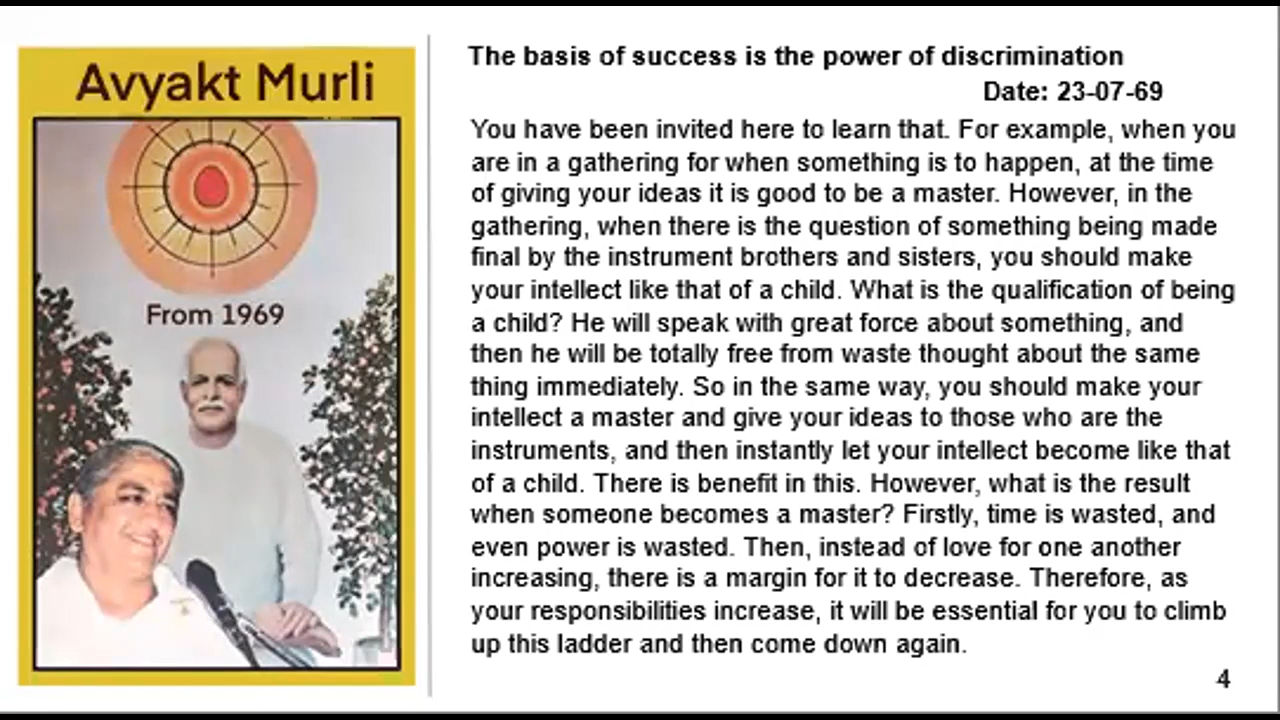 Avyakt Murli
From 1969
The basis of success is the power of discrimination
Date: 23-07-69
You have been invited here to learn that. For example, when you
are in a gathering for when something is to happen, at the time
of giving your ideas it is good to be a master. However, in the
gathering, when there is the question of something being made
final by the instrument brothers and sisters, you should make
your intellect like that of a child. What is the qualification of being
a child? He will speak with great force about something, and
then he will be totally free from waste thought about the same
thing immediately. So in the same way, you should make your
intellect a master and give your ideas to those who are the
instruments, and then instantly let your intellect become like that
of a child. There is benefit in this. However, what is the result
when someone becomes a master? Firstly, time is wasted, and
even power is wasted. Then, instead of love for one another
increasing, there is a margin for it to decrease. Therefore, as
your responsibilities increase, it will be essential for you to climb
up this ladder and then come down again.
4